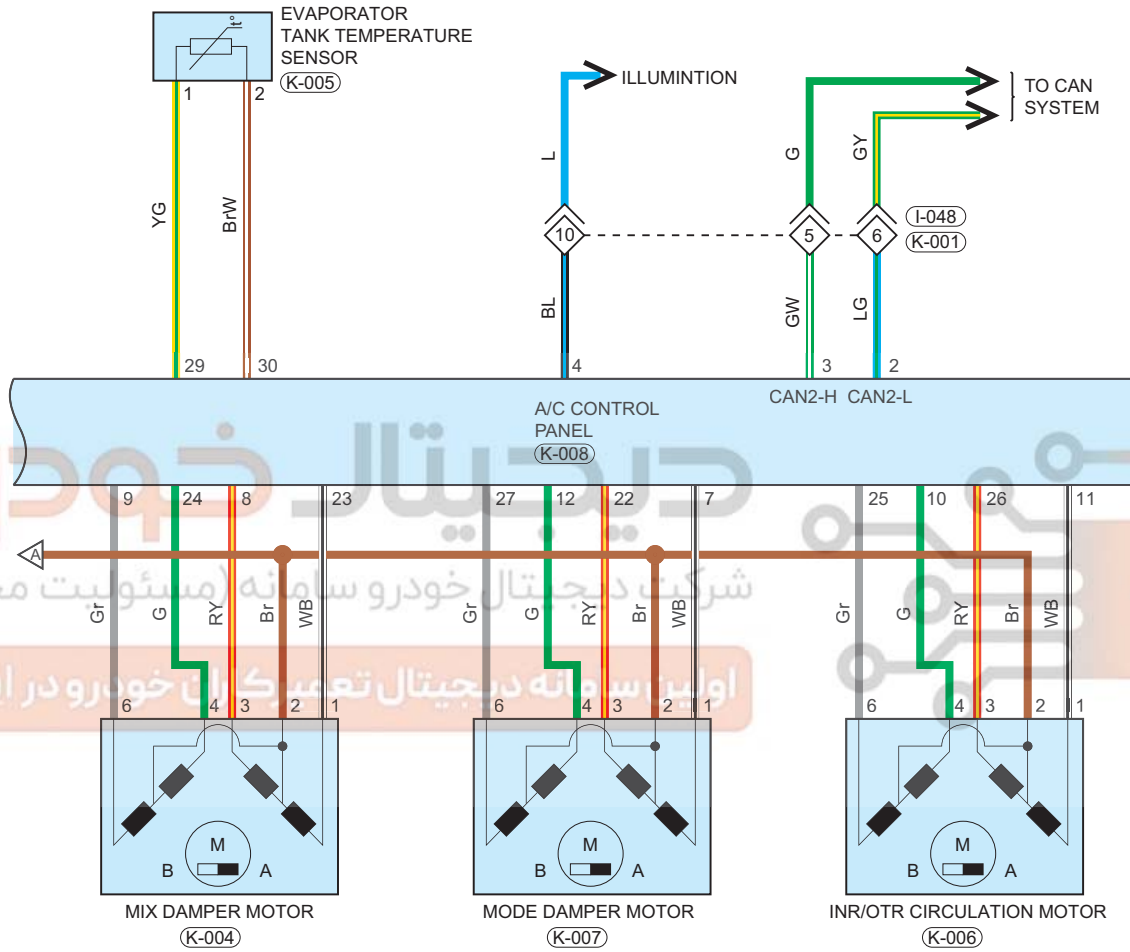 EVAPORATOR
TANK TEMPERATURE
SENSOR
K-005
t°
1 2
ILLUMINTION
TO CAN
SYSTEM
YG BrW L G GY
10 5 6
I-048
K-001
BL GW LG
29 30 4 3 2
CAN2-H CAN2-L
A/C CONTROL
PANEL
K-008
دیجیتال خودرو
9 24 8 23 27 12 22 7 25 10 26 11
A
شرکت دیجیتال خودرو سامانه (مسئولیت
Gr G RY Br WB Gr G RY Br WB Gr G RY Br WB
اولین سامانه دیجیتال تعمیرکاران خودرو در
6 4 3 2 1 6 4 3 2 1 6 4 3 2 1
M M M
B A B A B A
MIX DAMPER MOTOR
K-004
MODE DAMPER MOTOR
K-007
INR/OTR CIRCULATION MOTOR
K-006